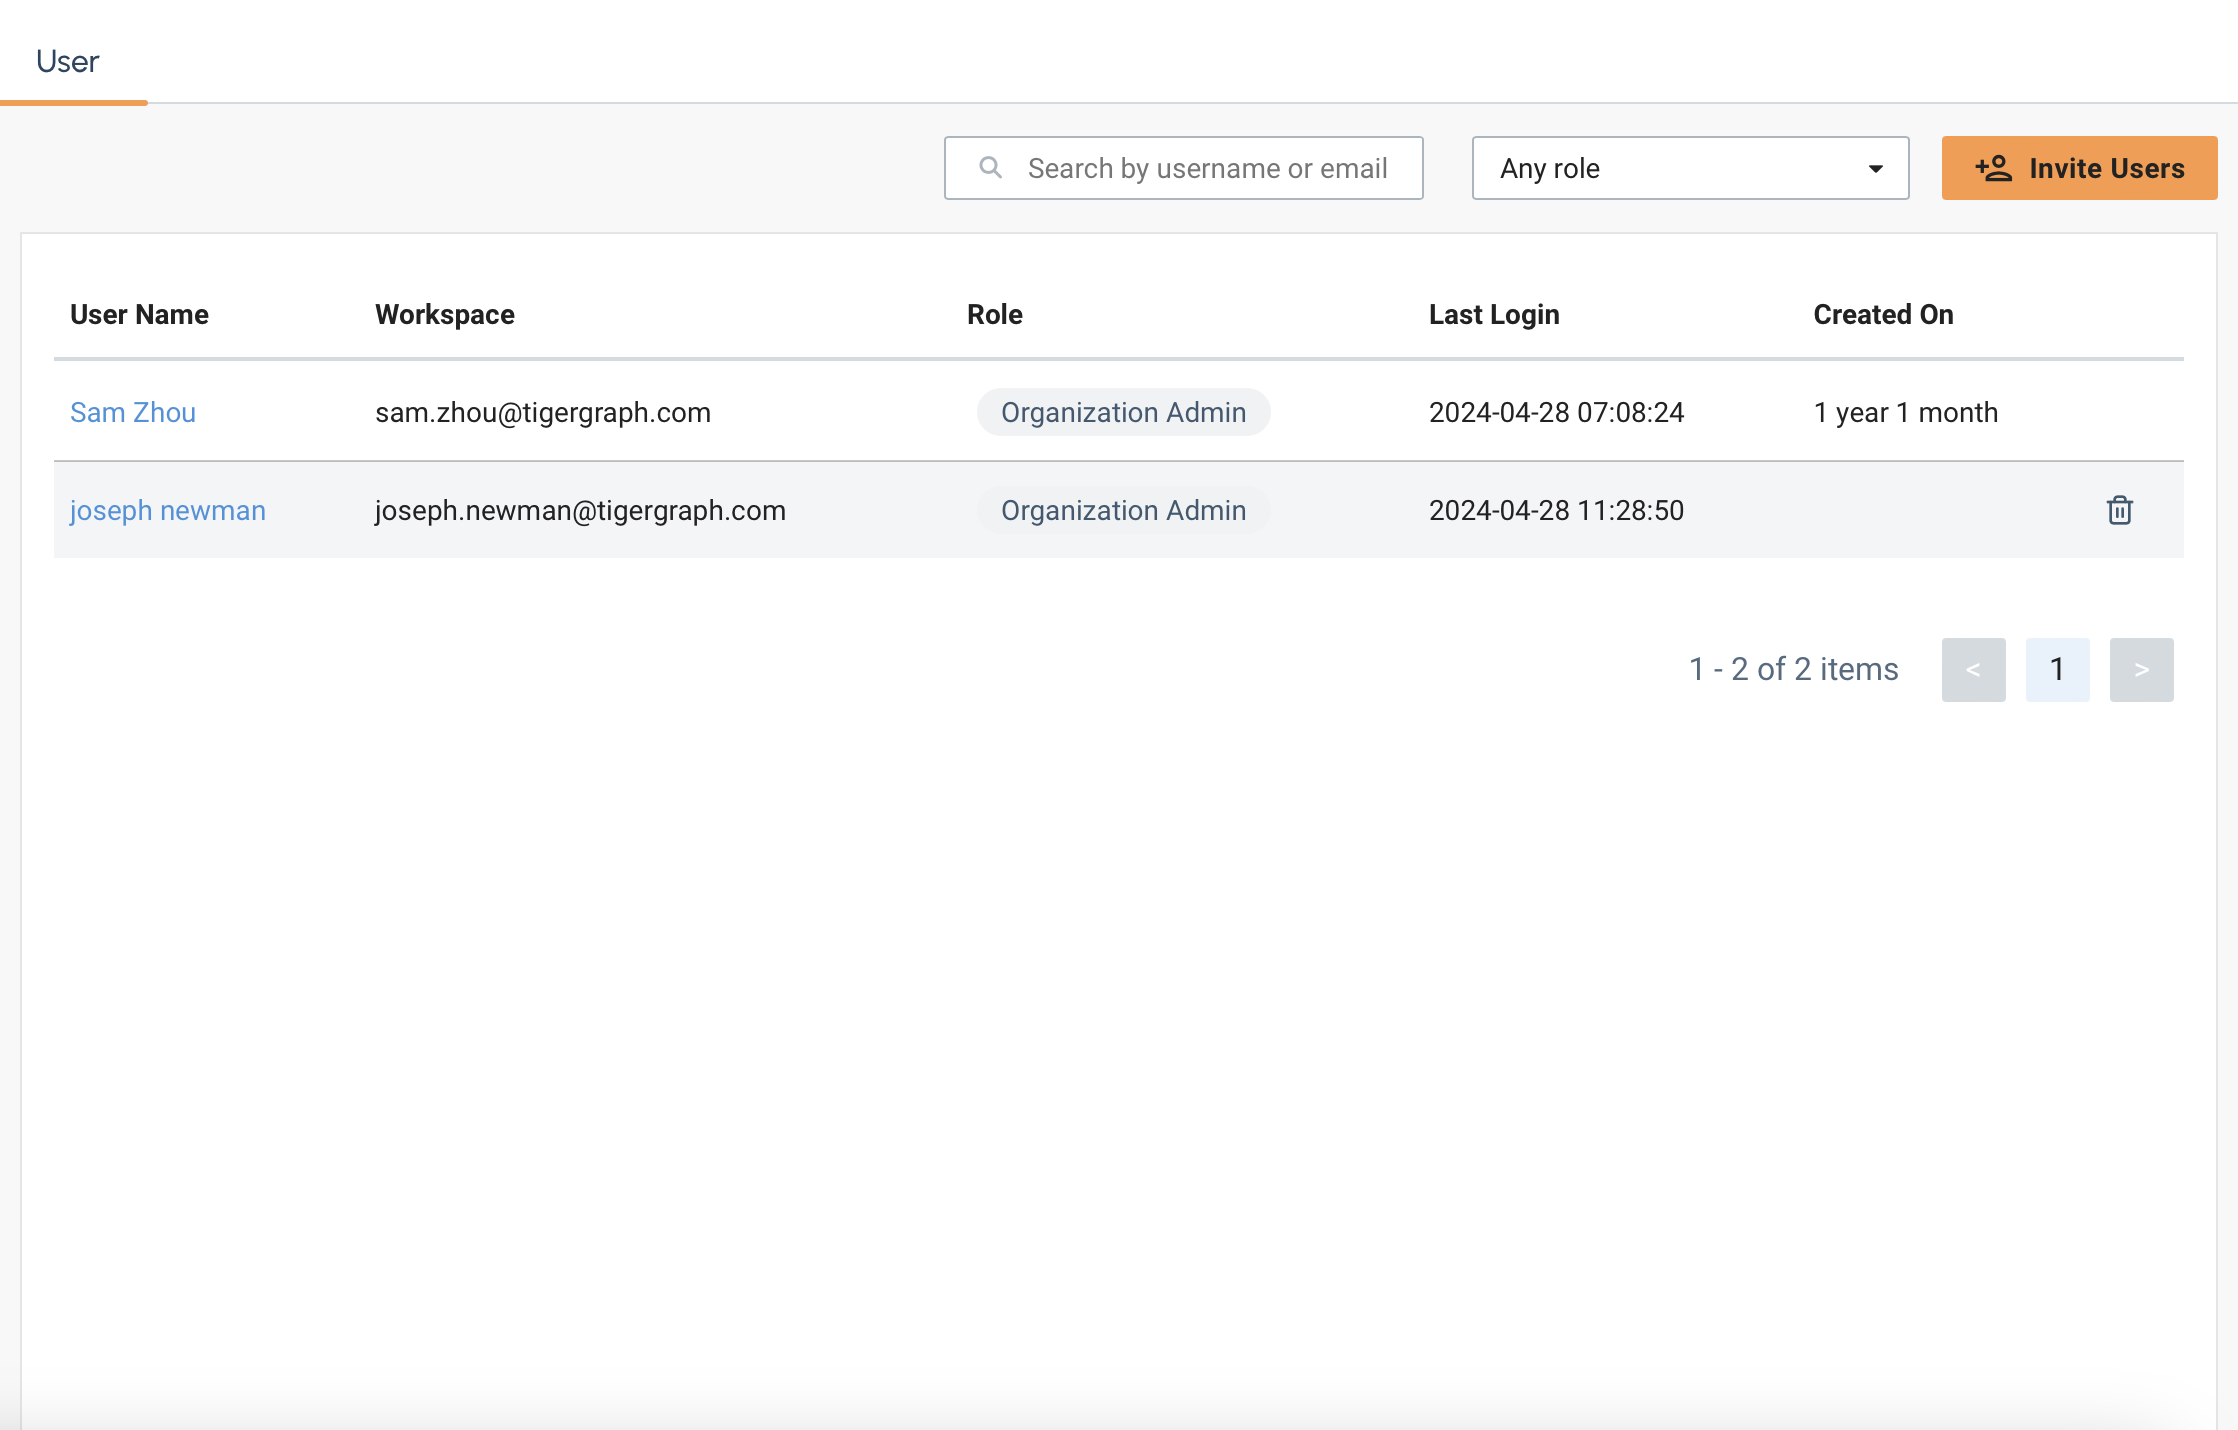 User
Search by username or email
Any role
Invite Users
User Name Workspace Role Last Login Created On
Sam Zhou sam.zhou@tigergraph.com Organization Admin 2024-04-28 07:08:24 1 year 1 month
joseph newman joseph.newman@tigergraph.com Organization Admin 2024-04-28 11:28:50
1 - 2 of 2 items < 1 >